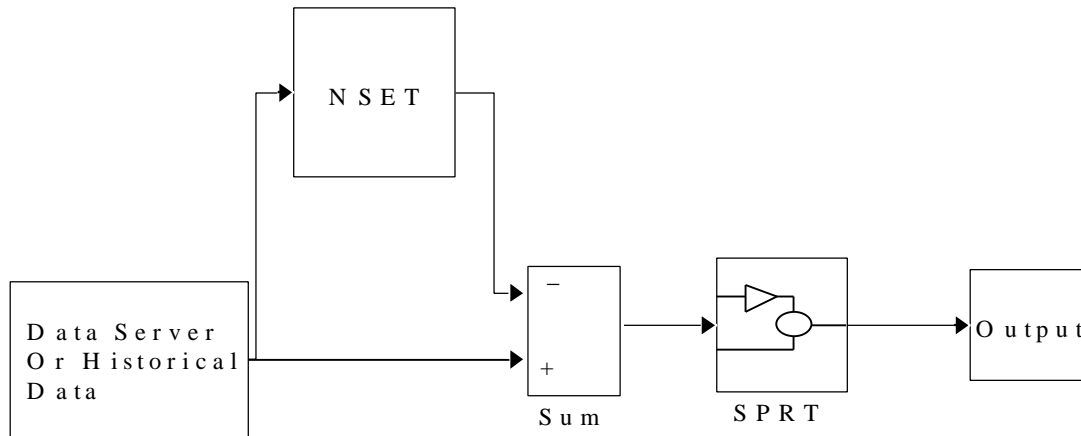 NSET
Data Server
Or Historical
Data
−
+
Sum
SPRT
Output